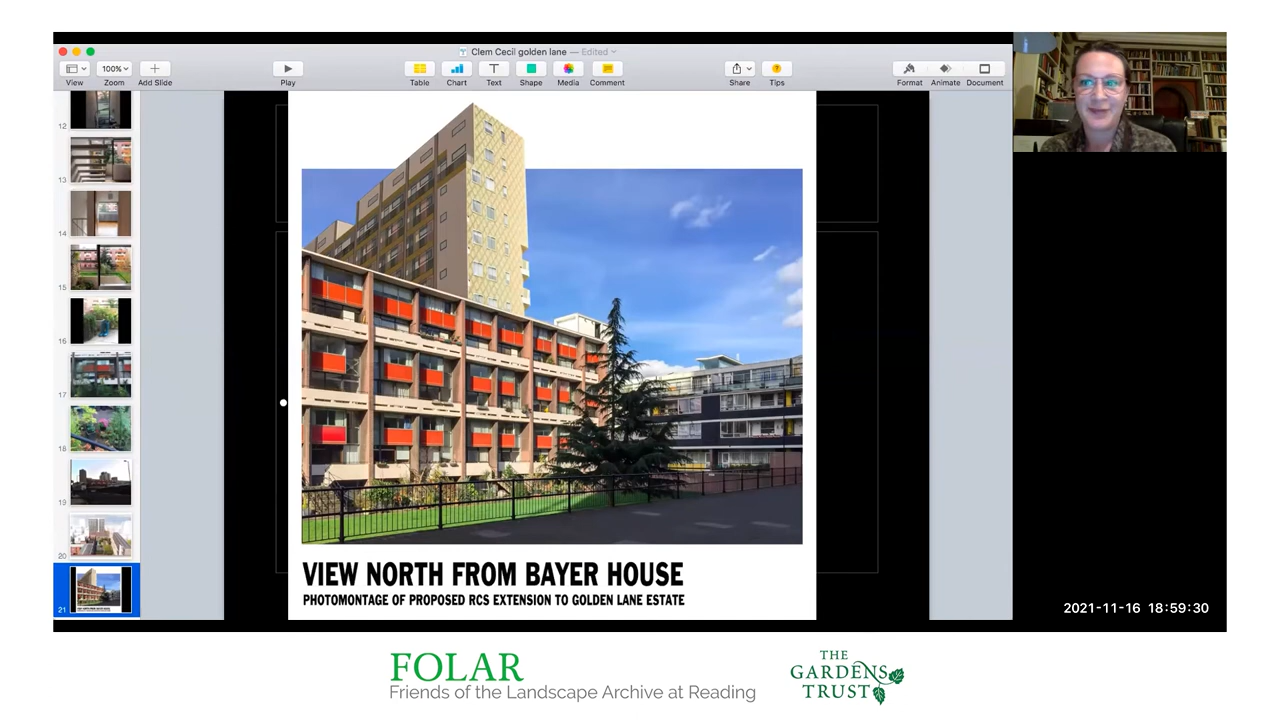 Clem Cecil golden lane — Edited
100%
View
Zoom
Add Slide
Play
Table
Chart
Text
Shape
Media
Comment
Share
Tips
Format
Animate
Document
12
13
14
15
16
17
18
19
20
21
VIEW NORTH FROM BAYER HOUSE
PHOTOMONTAGE OF PROPOSED RCS EXTENSION TO GOLDEN LANE ESTATE
2021-11-16 18:59:30
FOLAR
Friends of the Landscape Archive at Reading
THE
GARDENS
TRUST